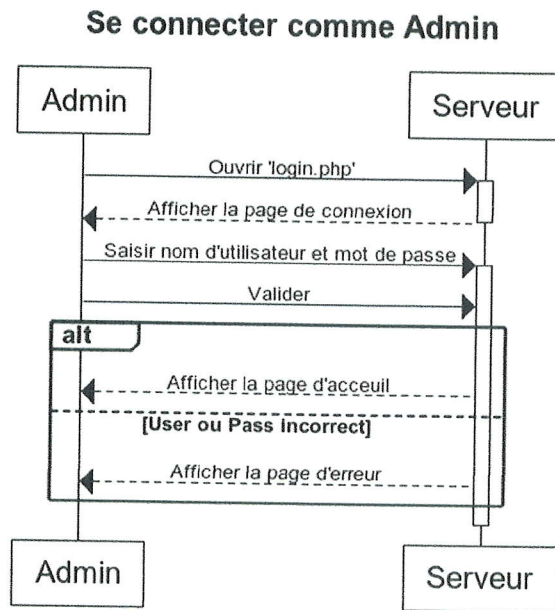 Se connecter comme Admin
Admin
Serveur
Ouvrir 'login.php'
Afficher la page de connexion
Saisir nom d'utilisateur et mot de passe
Valider
alt
Afficher la page d'acceuil
[User ou Pass incorrect]
Afficher la page d'erreur
Admin
Serveur